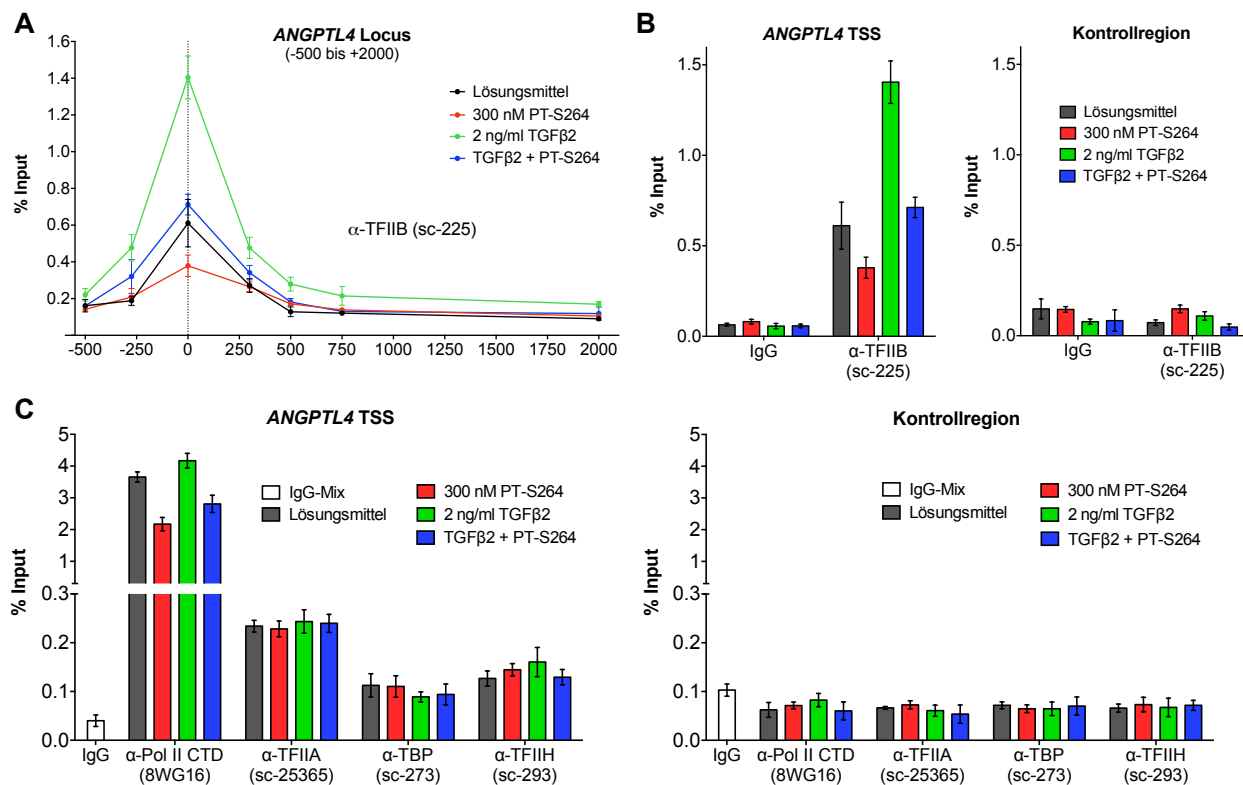 A
ANGPTL4 Locus
(-500 bis +2000)
% Input
1.6
1.4
1.2
1.0
0.8
0.6
0.4
0.2
-500 -250 0 250 500 750 1000 1250 1500 1750 2000
Lösungsmittel
300 nM PT-S264
2 ng/ml TGFβ2
TGFβ2 + PT-S264
α-TFIIB (sc-225)
B
ANGPTL4 TSS
% Input
1.5
1.0
0.5
0.0
IgG α-TFIIB
(sc-225)
Kontrollregion
% Input
1.5
1.0
0.5
0.0
Lösungsmittel
300 nM PT-S264
2 ng/ml TGFβ2
TGFβ2 + PT-S264
IgG α-TFIIB
(sc-225)
C
ANGPTL4 TSS
% Input
5
4
3
2
1
0.3
0.2
0.1
0.0
IgG-Mix
Lösungsmittel
300 nM PT-S264
2 ng/ml TGFβ2
TGFβ2 + PT-S264
IgG α-Pol II CTD α-TFIIA α-TBP α-TFIIH
(8WG16) (sc-25365) (sc-273) (sc-293)
Kontrollregion
% Input
5
4
3
2
1
0.3
0.2
0.1
0.0
IgG-Mix
Lösungsmittel
300 nM PT-S264
2 ng/ml TGFβ2
TGFβ2 + PT-S264
IgG α-Pol II CTD α-TFIIA α-TBP α-TFIIH
(8WG16) (sc-25365) (sc-273) (sc-293)